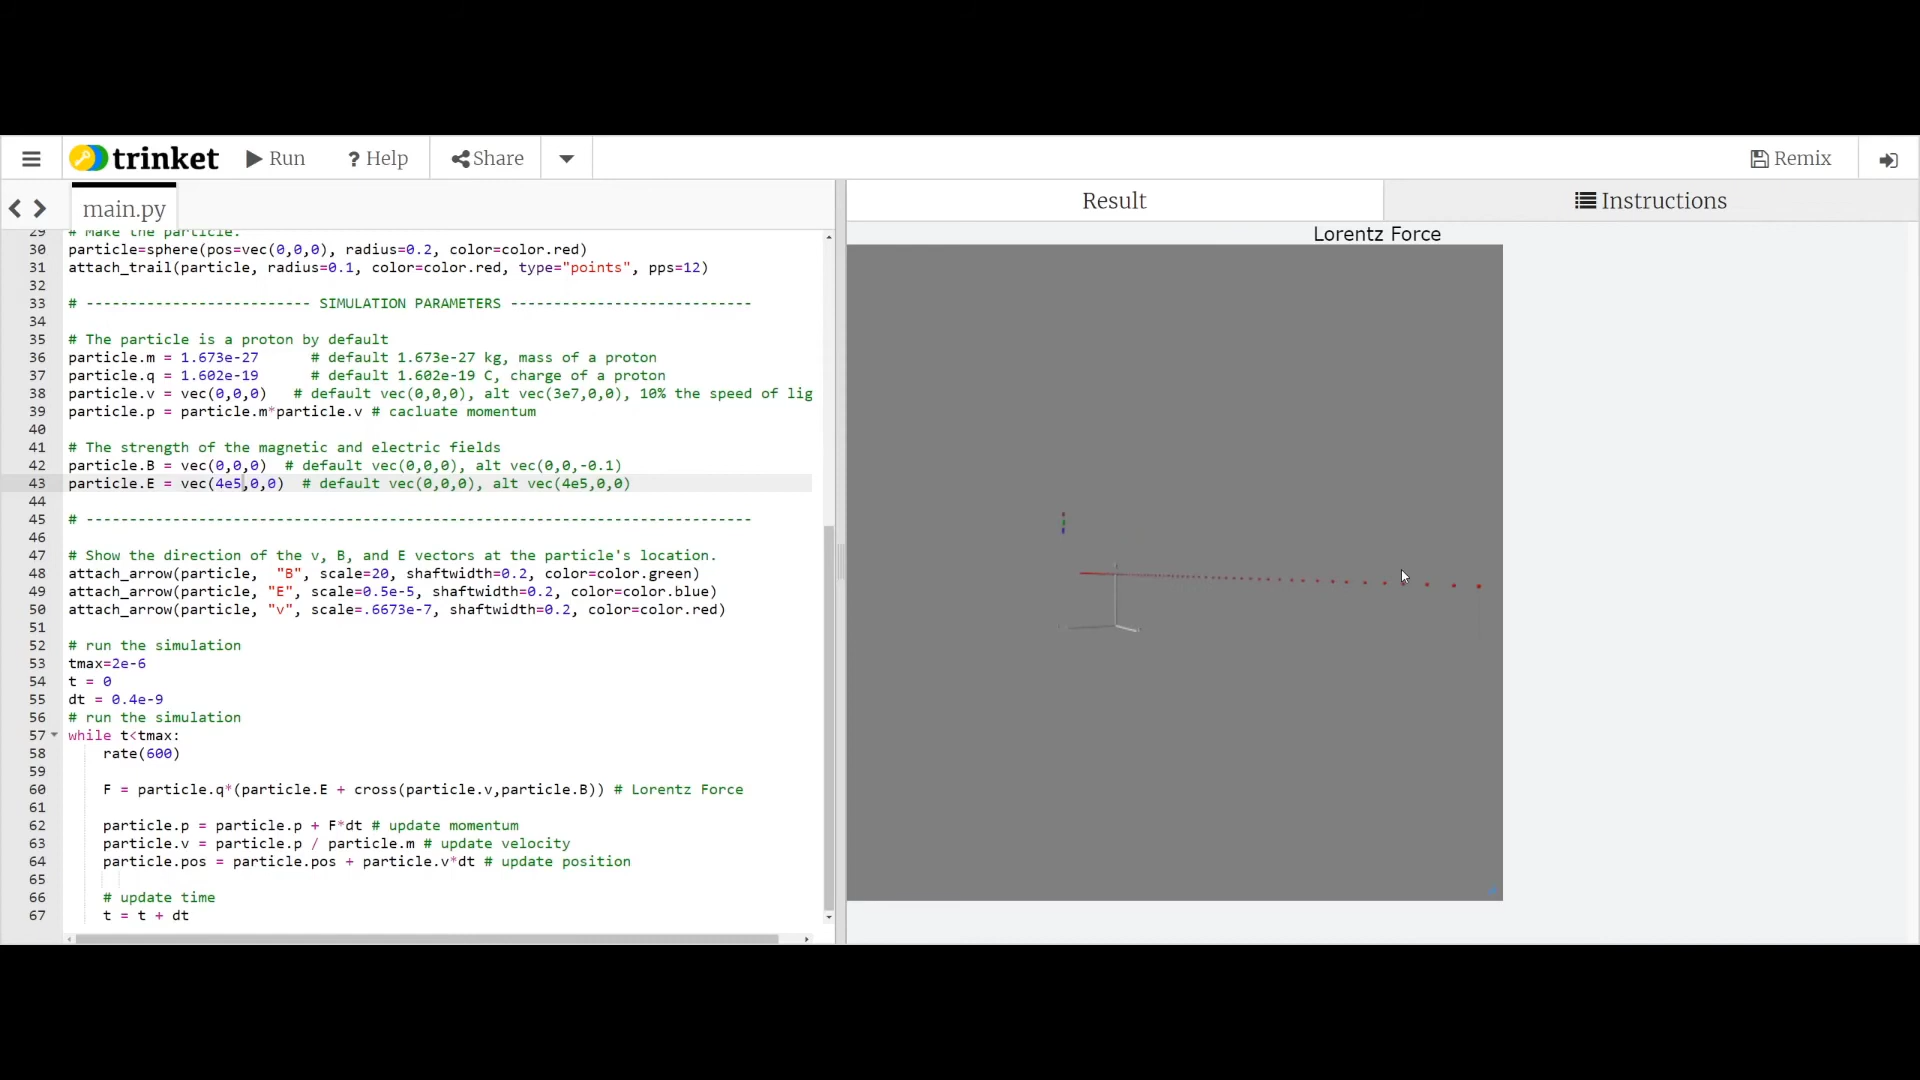 trinket
Run
? Help
Share
Remix
main.py
Result
Instructions
Lorentz Force
29 # Make the particle.
30 particle=sphere(pos=vec(0,0,0), radius=0.2, color=color.red)
31 attach_trail(particle, radius=0.1, color=color.red, type="points", pps=12)
32
33 # -------------------------- SIMULATION PARAMETERS ----------------------------
34
35 # The particle is a proton by default
36 particle.m = 1.673e-27      # default 1.673e-27 kg, mass of a proton
37 particle.q = 1.602e-19      # default 1.602e-19 C, charge of a proton
38 particle.v = vec(0,0,0)   # default vec(0,0,0), alt vec(3e7,0,0), 10% the speed of lig
39 particle.p = particle.m*particle.v # cacluate momentum
40
41 # The strength of the magnetic and electric fields
42 particle.B = vec(0,0,0)  # default vec(0,0,0), alt vec(0,0,-0.1)
43 particle.E = vec(4e5,0,0)  # default vec(0,0,0), alt vec(4e5,0,0)
44
45 # -----------------------------------------------------------------------------
46
47 # Show the direction of the v, B, and E vectors at the particle's location.
48 attach_arrow(particle,  "B", scale=20, shaftwidth=0.2, color=color.green)
49 attach_arrow(particle, "E", scale=0.5e-5, shaftwidth=0.2, color=color.blue)
50 attach_arrow(particle, "v", scale=.6673e-7, shaftwidth=0.2, color=color.red)
51
52 # run the simulation
53 tmax=2e-6
54 t = 0
55 dt = 0.4e-9
56 # run the simulation
57 while t<tmax:
58     rate(600)
59
60     F = particle.q*(particle.E + cross(particle.v,particle.B)) # Lorentz Force
61
62     particle.p = particle.p + F*dt # update momentum
63     particle.v = particle.p / particle.m # update velocity
64     particle.pos = particle.pos + particle.v*dt # update position
65
66     # update time
67     t = t + dt